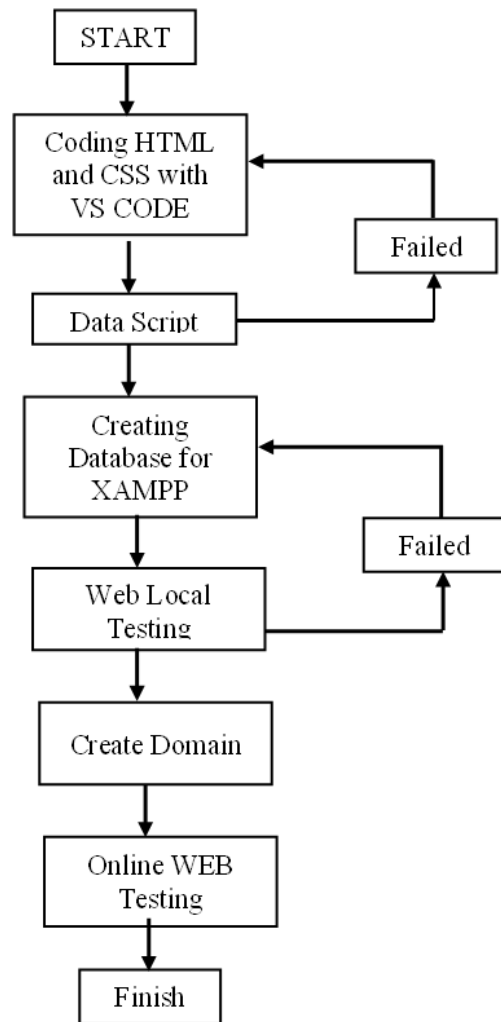 START
Coding HTML
and CSS with
VS CODE
Failed
Data Script
Creating
Database for
XAMPP
Failed
Web Local
Testing
Create Domain
Online WEB
Testing
Finish